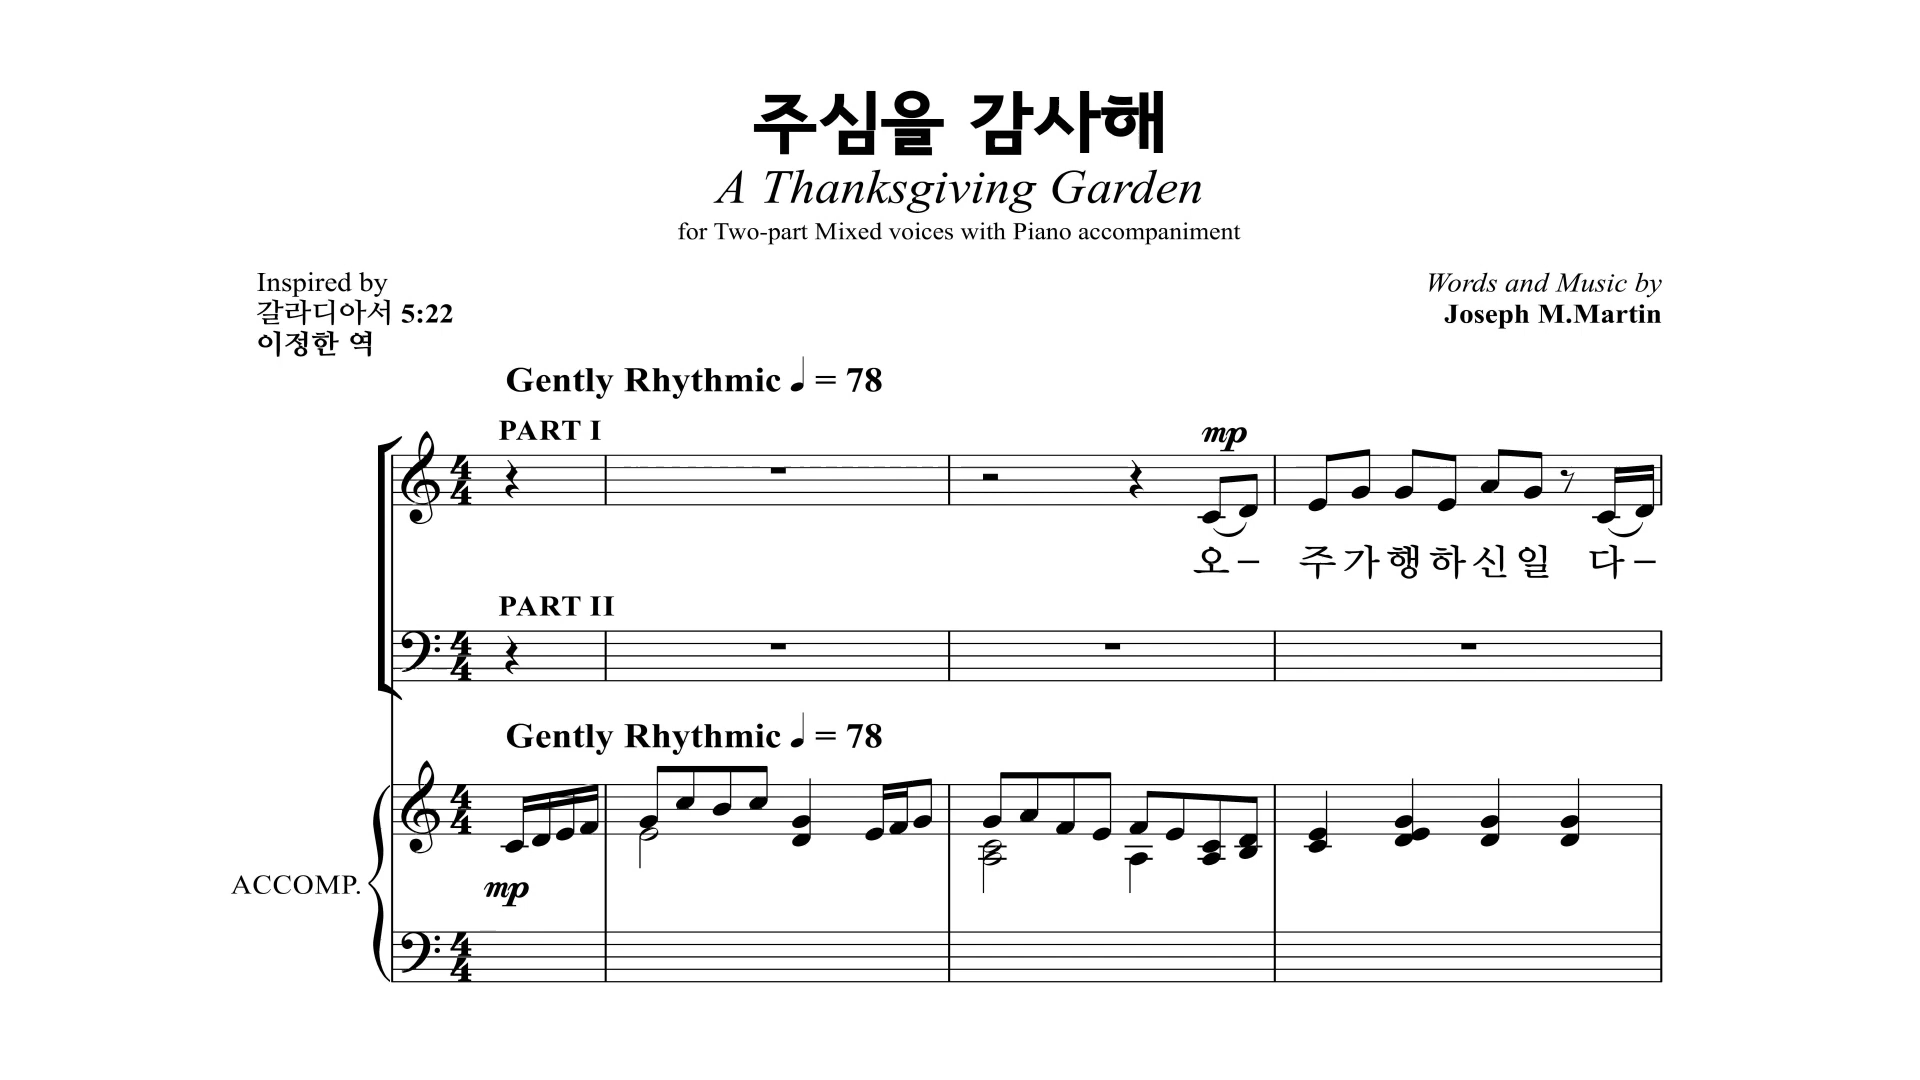 주심을 감사해
A Thanksgiving Garden
for Two-part Mixed voices with Piano accompaniment
Inspired by
갈라디아서 5:22
이정한 역
Words and Music by
Joseph M.Martin
Gently Rhythmic ♩ = 78
PART I
mp
오– 주가행하신일 다–
PART II
Gently Rhythmic ♩ = 78
ACCOMP.
mp